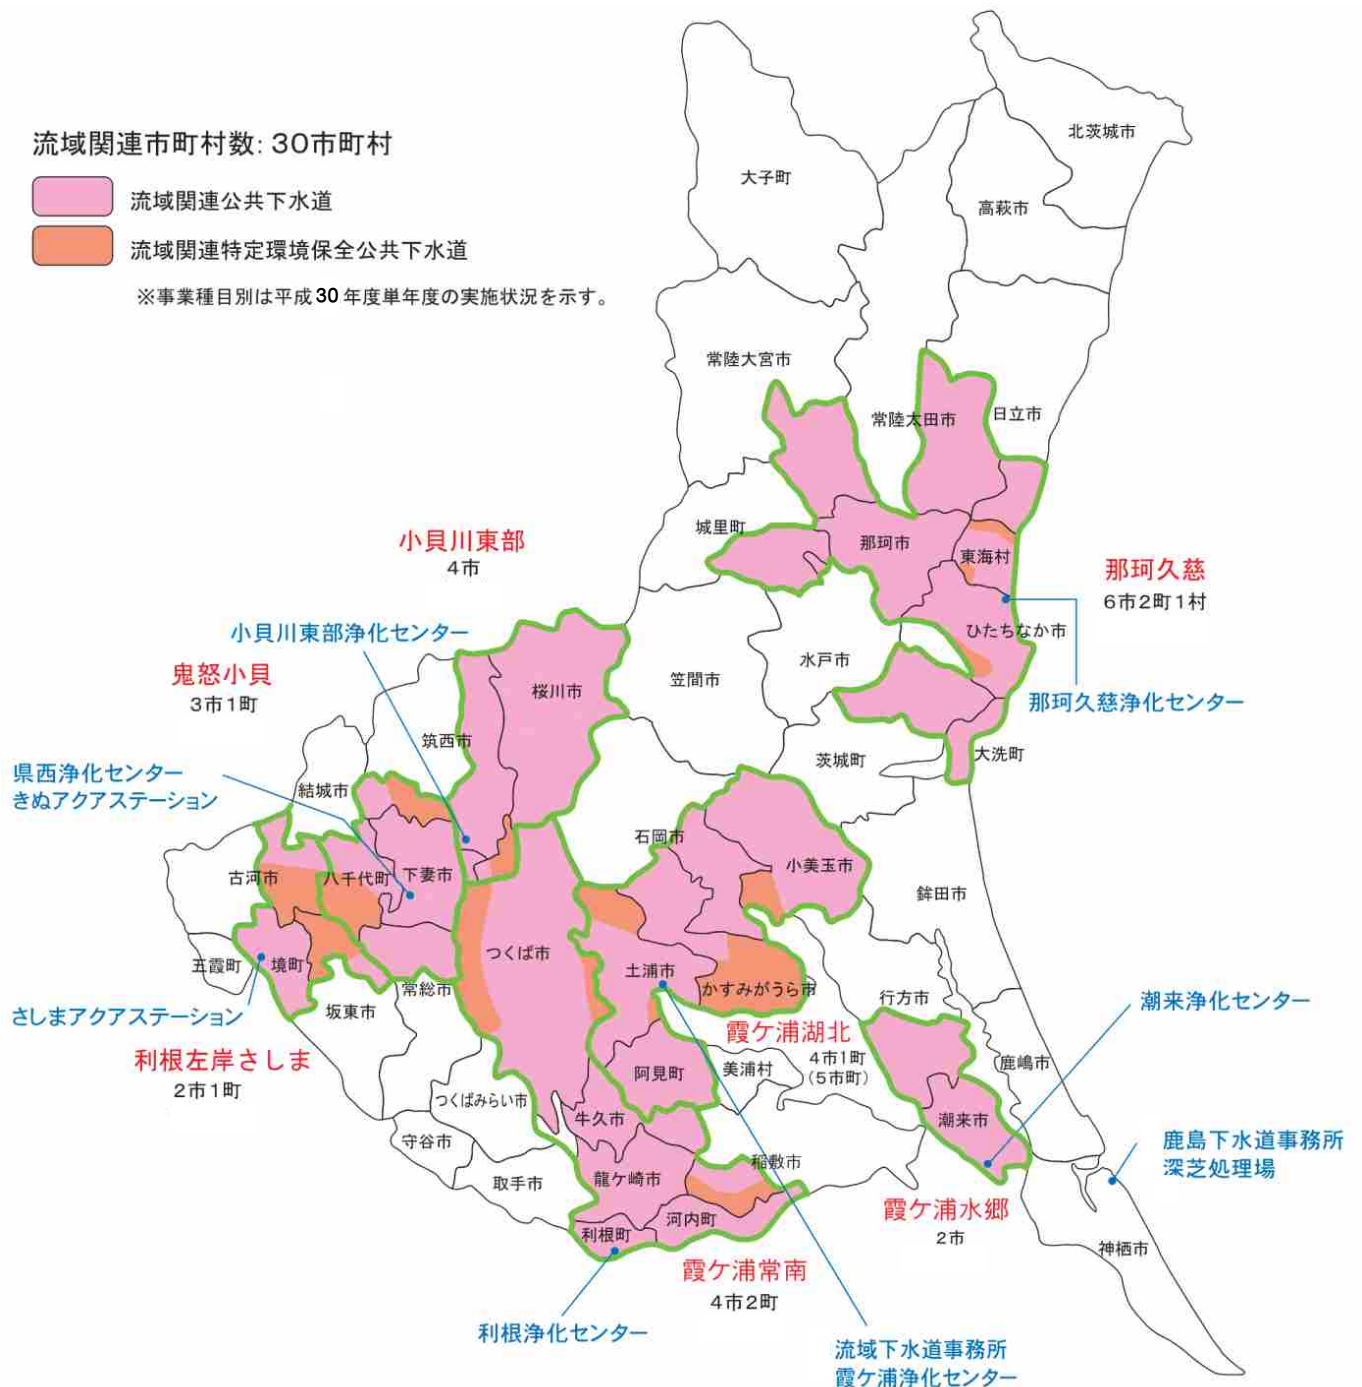 流域関連市町村数: 30市町村
流域関連公共下水道
流域関連特定環境保全公共下水道
※事業種目別は平成30年度単年度の実施状況を示す。
北茨城市
大子町
高萩市
常陸大宮市
常陸太田市
日立市
城里町
那珂市
東海村
那珂久慈
6市2町1村
小貝川東部
4市
小貝川東部浄化センター
ひたちなか市
水戸市
笠間市
桜川市
那珂久慈浄化センター
鬼怒小貝
3市1町
筑西市
茨城町
大洗町
県西浄化センター
きぬアクアステーション
結城市
石岡市
小美玉市
古河市
八千代町
下妻市
鉾田市
つくば市
五霞町
境町
土浦市
かすみがうら市
常総市
坂東市
行方市
さしまアクアステーション
潮来浄化センター
利根左岸さしま
2市1町
霞ケ浦湖北
4市1町
(5市町)
阿見町
美浦村
鹿嶋市
つくばみらい市
牛久市
潮来市
守谷市
取手市
龍ケ崎市
稲敷市
鹿島下水道事務所
深芝処理場
利根町
河内町
霞ケ浦水郷
2市
神栖市
霞ケ浦常南
4市2町
利根浄化センター
流域下水道事務所
霞ケ浦浄化センター